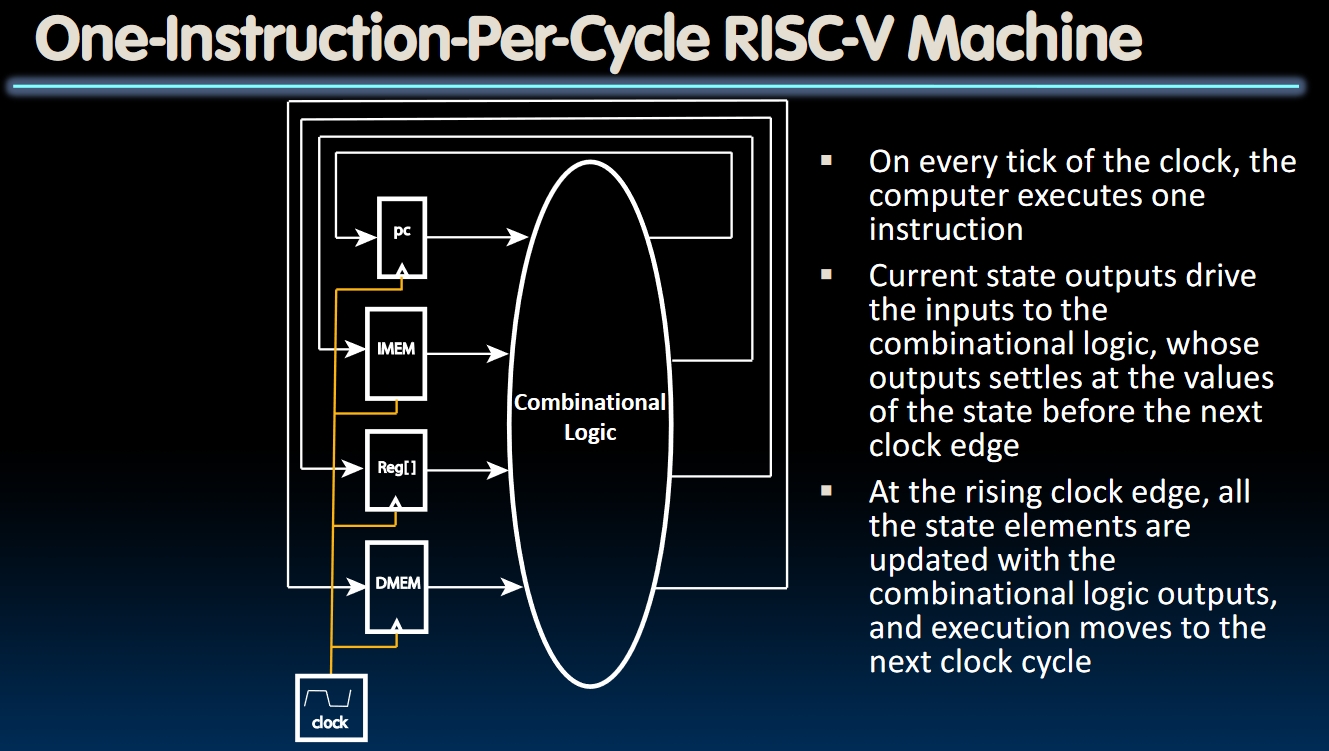 One-Instruction-Per-Cycle RISC-V Machine
pc
IMEM
Reg[]
DMEM
clock
Combinational
Logic
▪ On every tick of the clock, the
computer executes one
instruction
▪ Current state outputs drive
the inputs to the
combinational logic, whose
outputs settles at the values
of the state before the next
clock edge
▪ At the rising clock edge, all
the state elements are
updated with the
combinational logic outputs,
and execution moves to the
next clock cycle